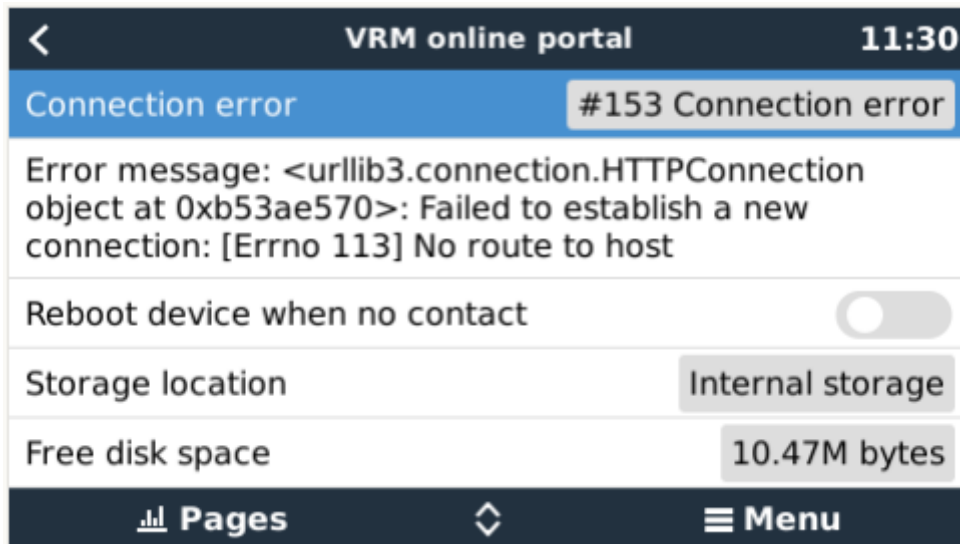 VRM online portal 11:30
Connection error #153 Connection error
Error message: <urllib3.connection.HTTPConnection
object at 0xb53ae570>: Failed to establish a new
connection: [Errno 113] No route to host
Reboot device when no contact
Storage location Internal storage
Free disk space 10.47M bytes
Pages Menu